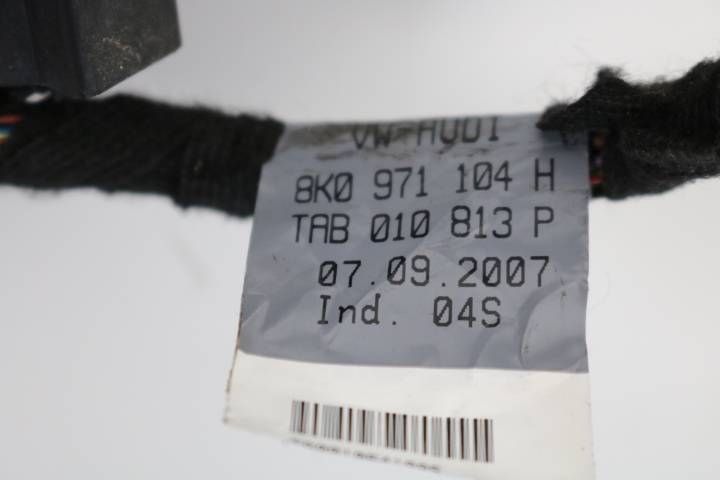 VW-AUDI
8K0 971 104 H
TAB 010 813 P
07.09.2007
Ind. 04S